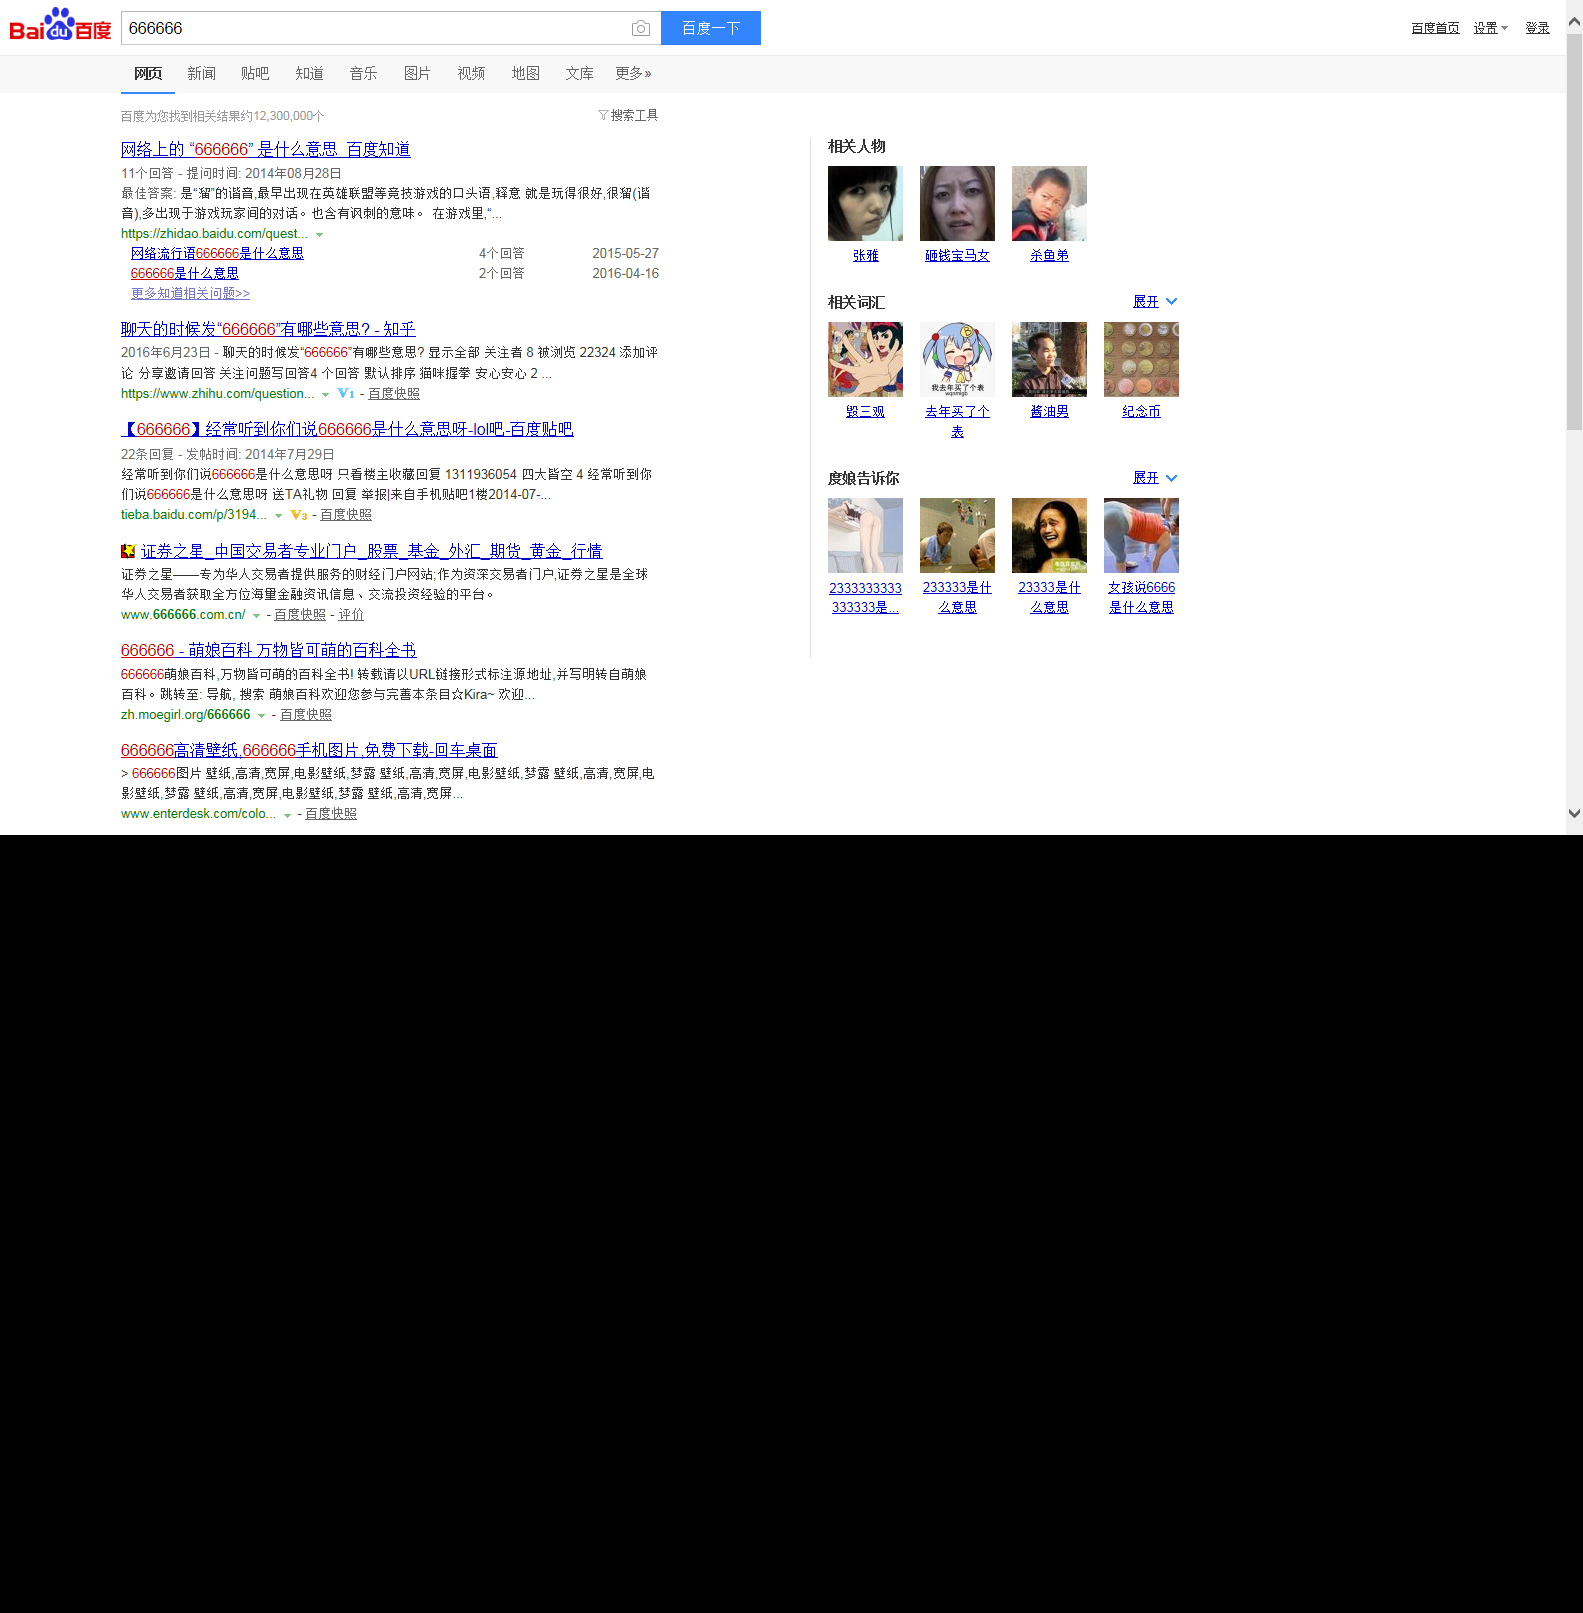 Bai du 百度 666666 百度一下 百度首页 设置 登录
网页 新闻 贴吧 知道 音乐 图片 视频 地图 文库 更多»
百度为您找到相关结果约12,300,000个 搜索工具
网络上的 “666666” 是什么意思_百度知道
11个回答 - 提问时间: 2014年08月28日
最佳答案: 是“溜”的谐音,最早出现在英雄联盟等竞技游戏的口头语,释意 就是玩得很好,很溜(谐
音),多出现于游戏玩家间的对话。也含有讽刺的意味。 在游戏里,“...
https://zhidao.baidu.com/quest...
网络流行语666666是什么意思 4个回答 2015-05-27
666666是什么意思 2个回答 2016-04-16
更多知道相关问题>>
聊天的时候发“666666”有哪些意思? - 知乎
2016年6月23日 - 聊天的时候发“666666”有哪些意思? 显示全部 关注者 8 被浏览 22324 添加评
论 分享邀请回答 关注问题写回答4 个回答 默认排序 猫咪握拳 安心安心 2 ...
https://www.zhihu.com/question... V1 - 百度快照
【666666】经常听到你们说666666是什么意思呀-lol吧-百度贴吧
22条回复 - 发帖时间: 2014年7月29日
经常听到你们说666666是什么意思呀 只看楼主收藏回复 1311936054 四大皆空 4 经常听到你
们说666666是什么意思呀 送TA礼物 回复 举报|来自手机贴吧1楼2014-07-...
tieba.baidu.com/p/3194... V3 - 百度快照
证券之星_中国交易者专业门户_股票_基金_外汇_期货_黄金_行情
证券之星——专为华人交易者提供服务的财经门户网站;作为资深交易者门户,证券之星是全球
华人交易者获取全方位海量金融资讯信息、交流投资经验的平台。
www.666666.com.cn/ - 百度快照 - 评价
666666 - 萌娘百科 万物皆可萌的百科全书
666666萌娘百科,万物皆可萌的百科全书! 转载请以URL链接形式标注源地址,并写明转自萌娘
百科。跳转至: 导航, 搜索 萌娘百科欢迎您参与完善本条目☆Kira~ 欢迎...
zh.moegirl.org/666666 - 百度快照
666666高清壁纸,666666手机图片,免费下载-回车桌面
> 666666图片 壁纸,高清,宽屏,电影壁纸,梦露 壁纸,高清,宽屏,电影壁纸,梦露 壁纸,高清,宽屏,电
影壁纸,梦露 壁纸,高清,宽屏,电影壁纸,梦露 壁纸,高清,宽屏...
www.enterdesk.com/colo... - 百度快照
相关人物
张雅 砸钱宝马女 杀鱼弟
相关词汇 展开
我去年买了个表
wqnmlgb
毁三观 去年买了个 酱油男 纪念币
表
度娘告诉你 展开
2333333333 233333是什 23333是什 女孩说6666
333333是... 么意思 么意思 是什么意思